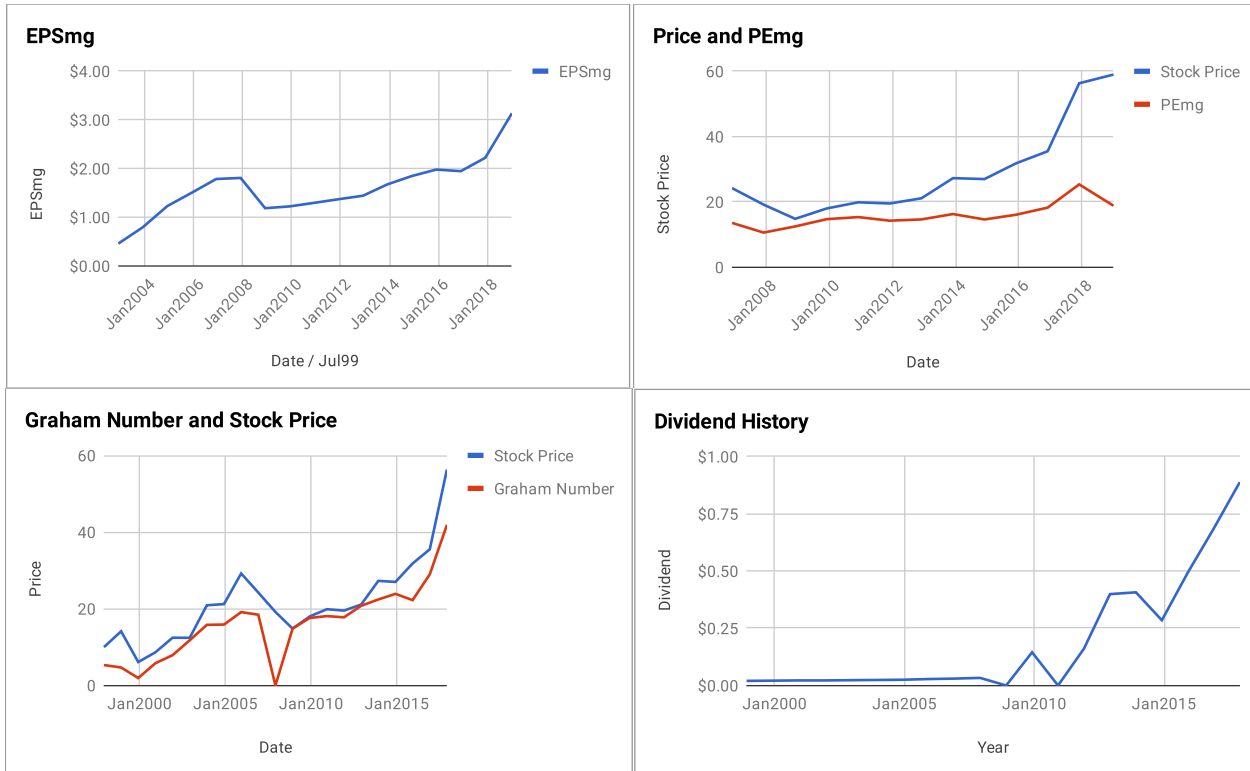 EPSmg
EPSmg
$4.00
$3.00
$2.00
$1.00
$0.00
EPSmg
Jan2004
Jan2006
Jan2008
Jan2010
Jan2012
Jan2014
Jan2016
Jan2018
Date / Jul99
Price and PEmg
Stock Price
PEmg
60
40
20
0
Stock Price
Jan2008
Jan2010
Jan2012
Jan2014
Jan2016
Jan2018
Date
Graham Number and Stock Price
Stock Price
Graham Number
60
40
20
0
Price
Jan2000
Jan2005
Jan2010
Jan2015
Date
Dividend History
$1.00
$0.75
$0.50
$0.25
$0.00
Dividend
Jan2000
Jan2005
Jan2010
Jan2015
Year